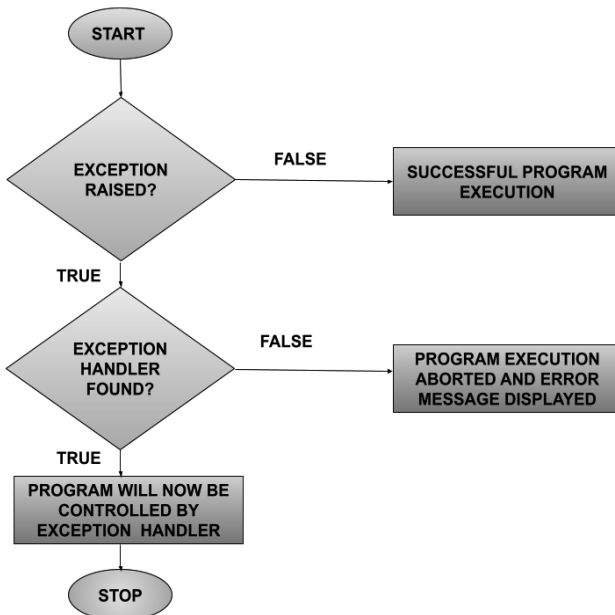 START
EXCEPTION
RAISED?
FALSE
SUCCESSFUL PROGRAM
EXECUTION
TRUE
EXCEPTION
HANDLER
FOUND?
FALSE
PROGRAM EXECUTION
ABORTED AND ERROR
MESSAGE DISPLAYED
TRUE
PROGRAM WILL NOW BE
CONTROLLED BY
EXCEPTION HANDLER
STOP